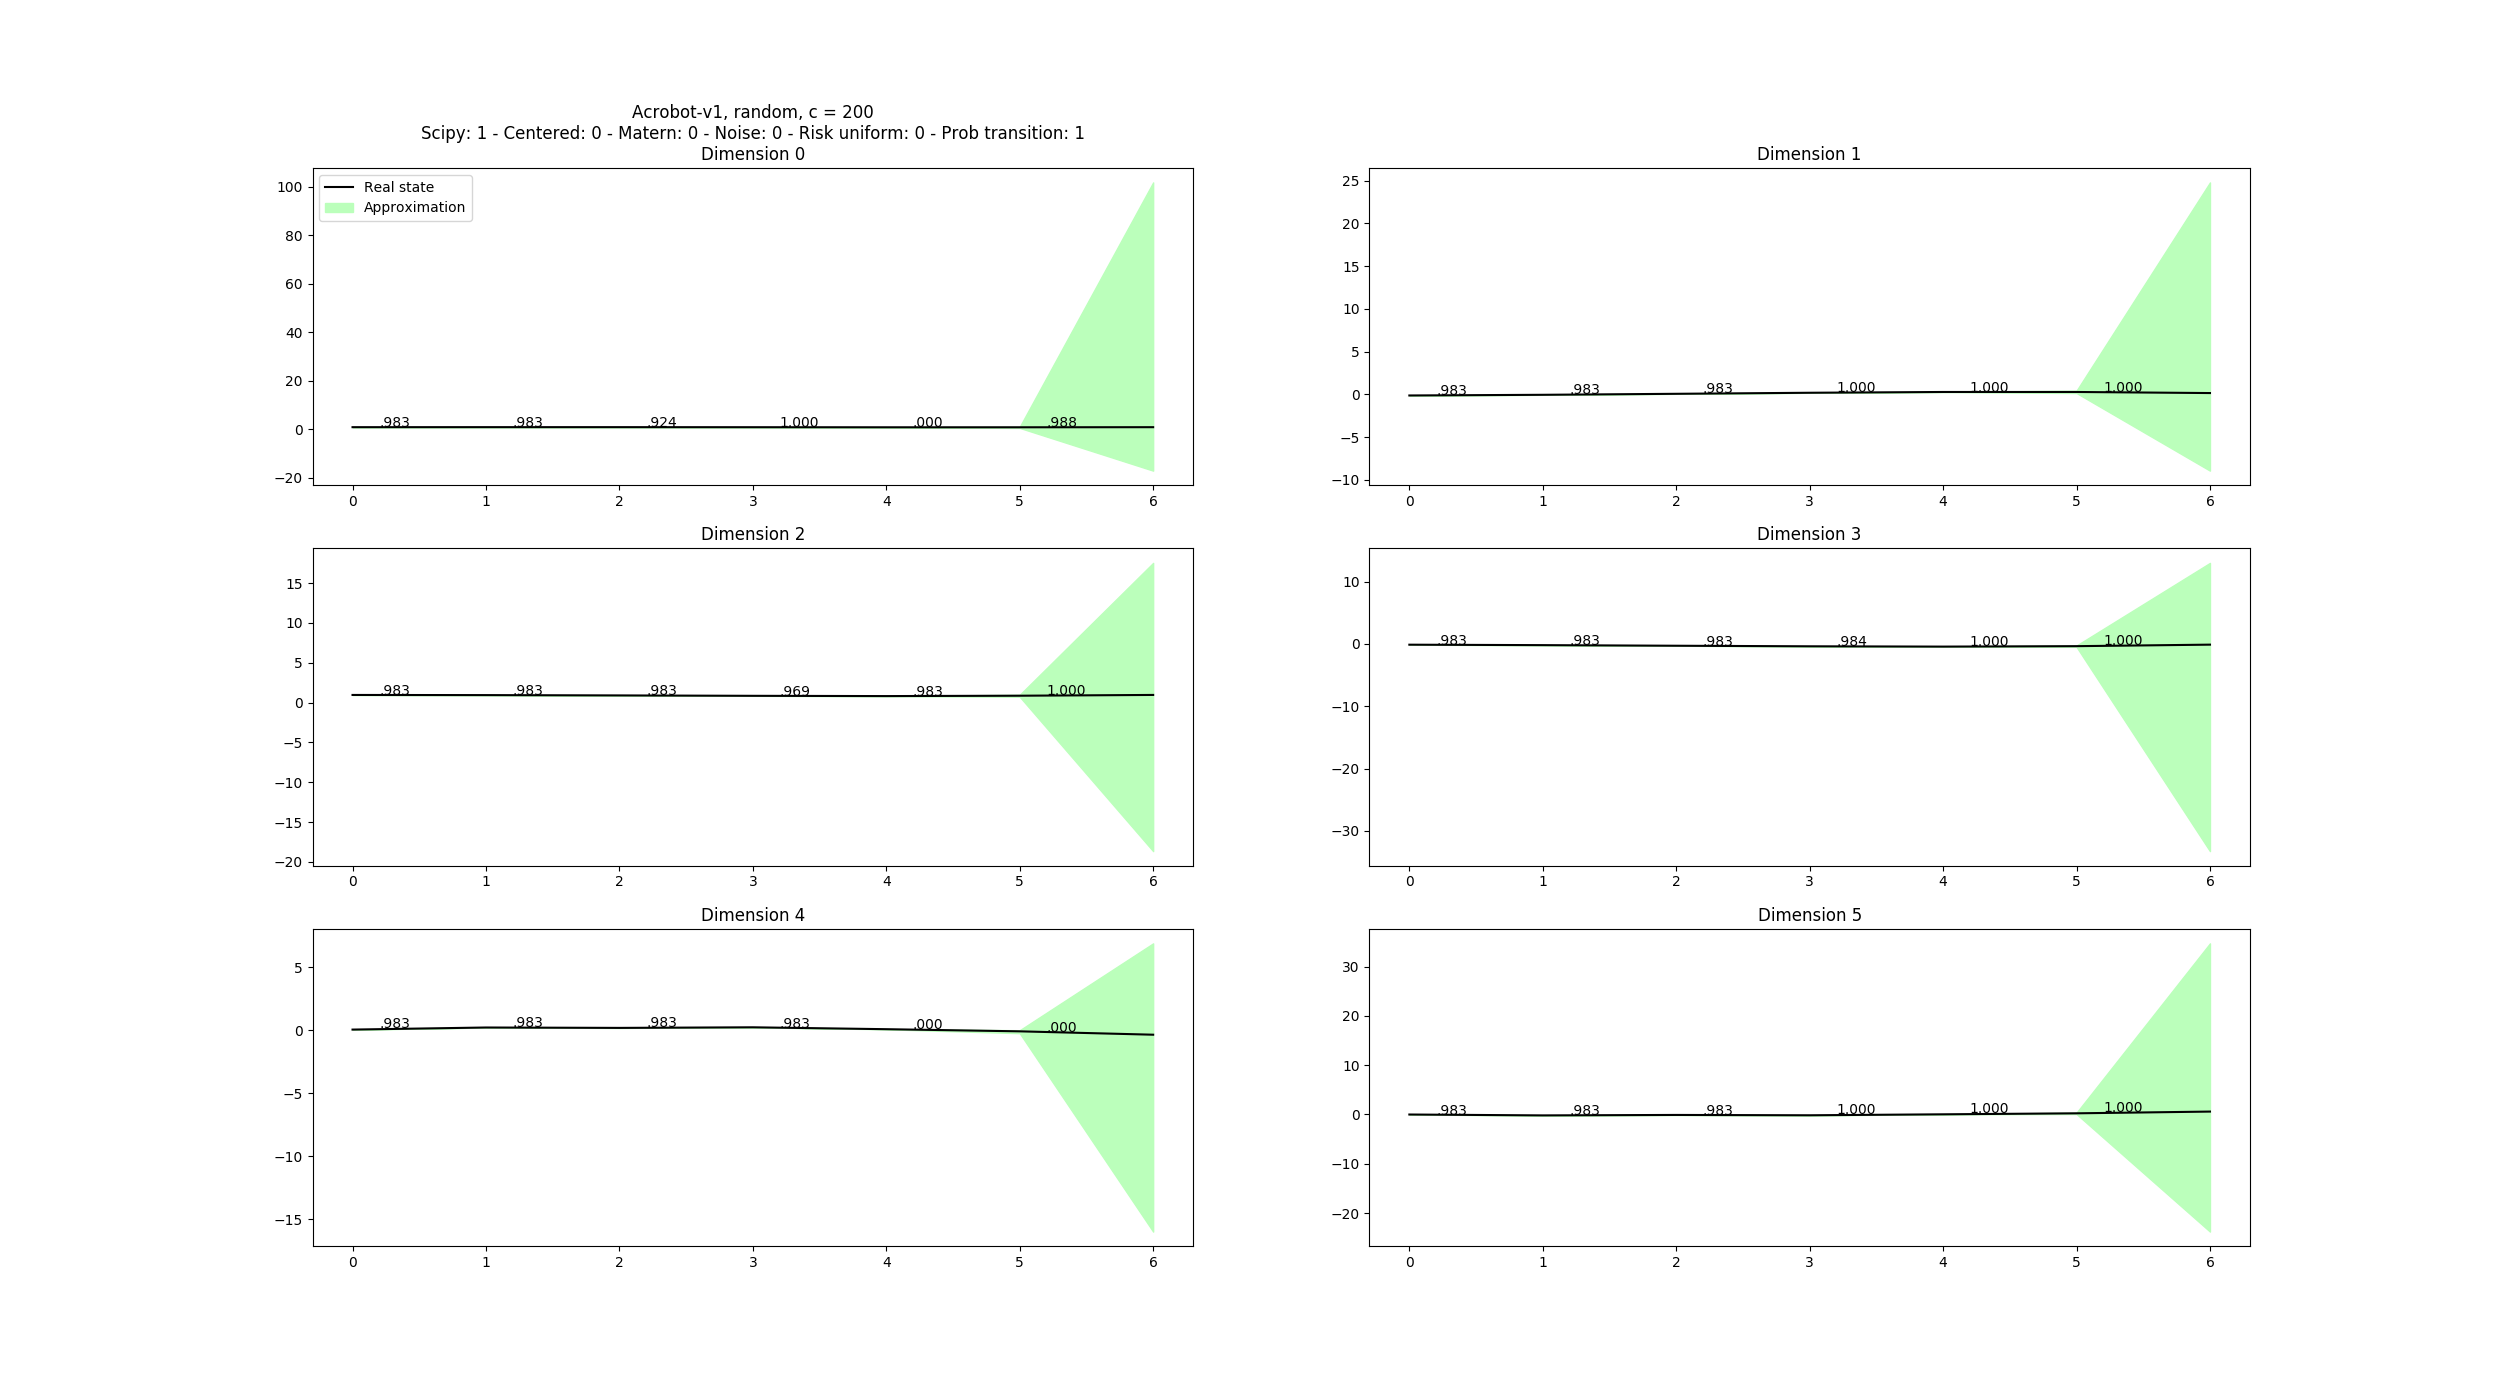 Acrobot-v1, random, c = 200
Scipy: 1 - Centered: 0 - Matern: 0 - Noise: 0 - Risk uniform: 0 - Prob transition: 1
Dimension 0
Real state
Approximation
100
80
60
40
20
0
−20
.983 .983 .924 1.000 .000 .988
0 1 2 3 4 5 6
Dimension 1
25
20
15
10
5
0
−5
−10
.983 .983 .983 1.000 1.000 1.000
0 1 2 3 4 5 6
Dimension 2
15
10
5
0
−5
−10
−15
−20
.983 .983 .983 .969 .983 1.000
0 1 2 3 4 5 6
Dimension 3
10
0
−10
−20
−30
.983 .983 .983 .984 1.000 1.000
0 1 2 3 4 5 6
Dimension 4
5
0
−5
−10
−15
.983 .983 .983 .983 .000 .000
0 1 2 3 4 5 6
Dimension 5
30
20
10
0
−10
−20
.983 .983 .983 1.000 1.000 1.000
0 1 2 3 4 5 6